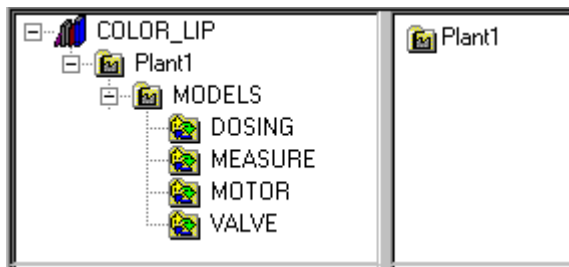 COLOR_LIP
Plant1
MODELS
DOSING
MEASURE
MOTOR
VALVE
Plant1